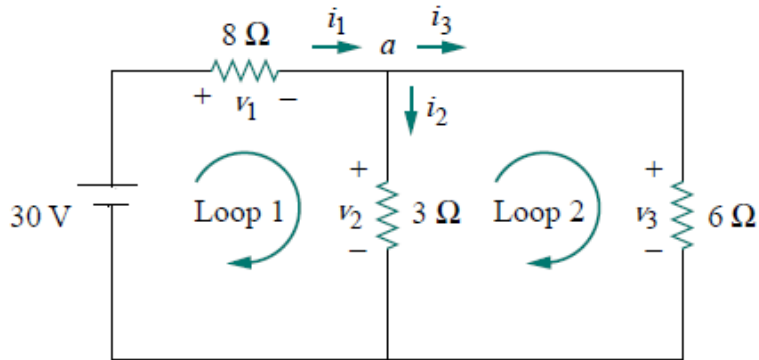 i1 a i3
8 Ω
+ v1 −
i2
30 V
Loop 1
+
v2 3 Ω
−
Loop 2
+
v3 6 Ω
−